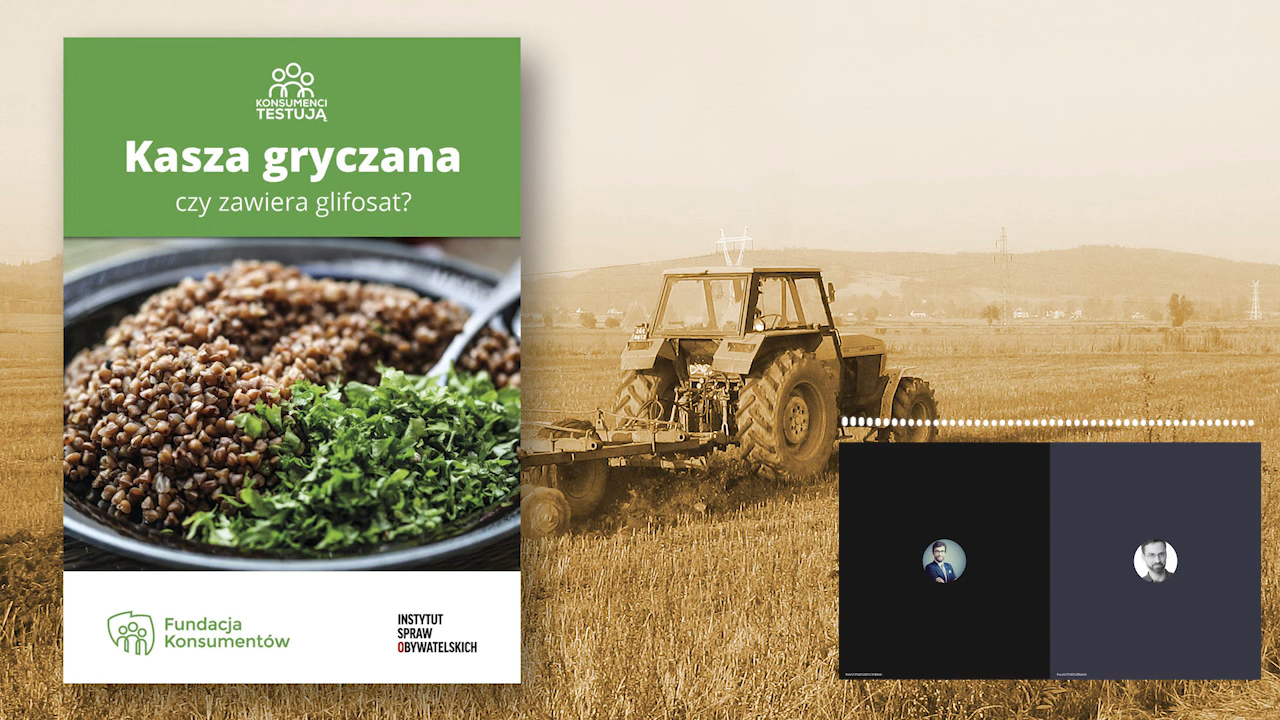 KONSUMENCI
TESTUJĄ
Kasza gryczana
czy zawiera glifosat?
Fundacja
Konsumentów
INSTYTUT
SPRAW
OBYWATELSKICH